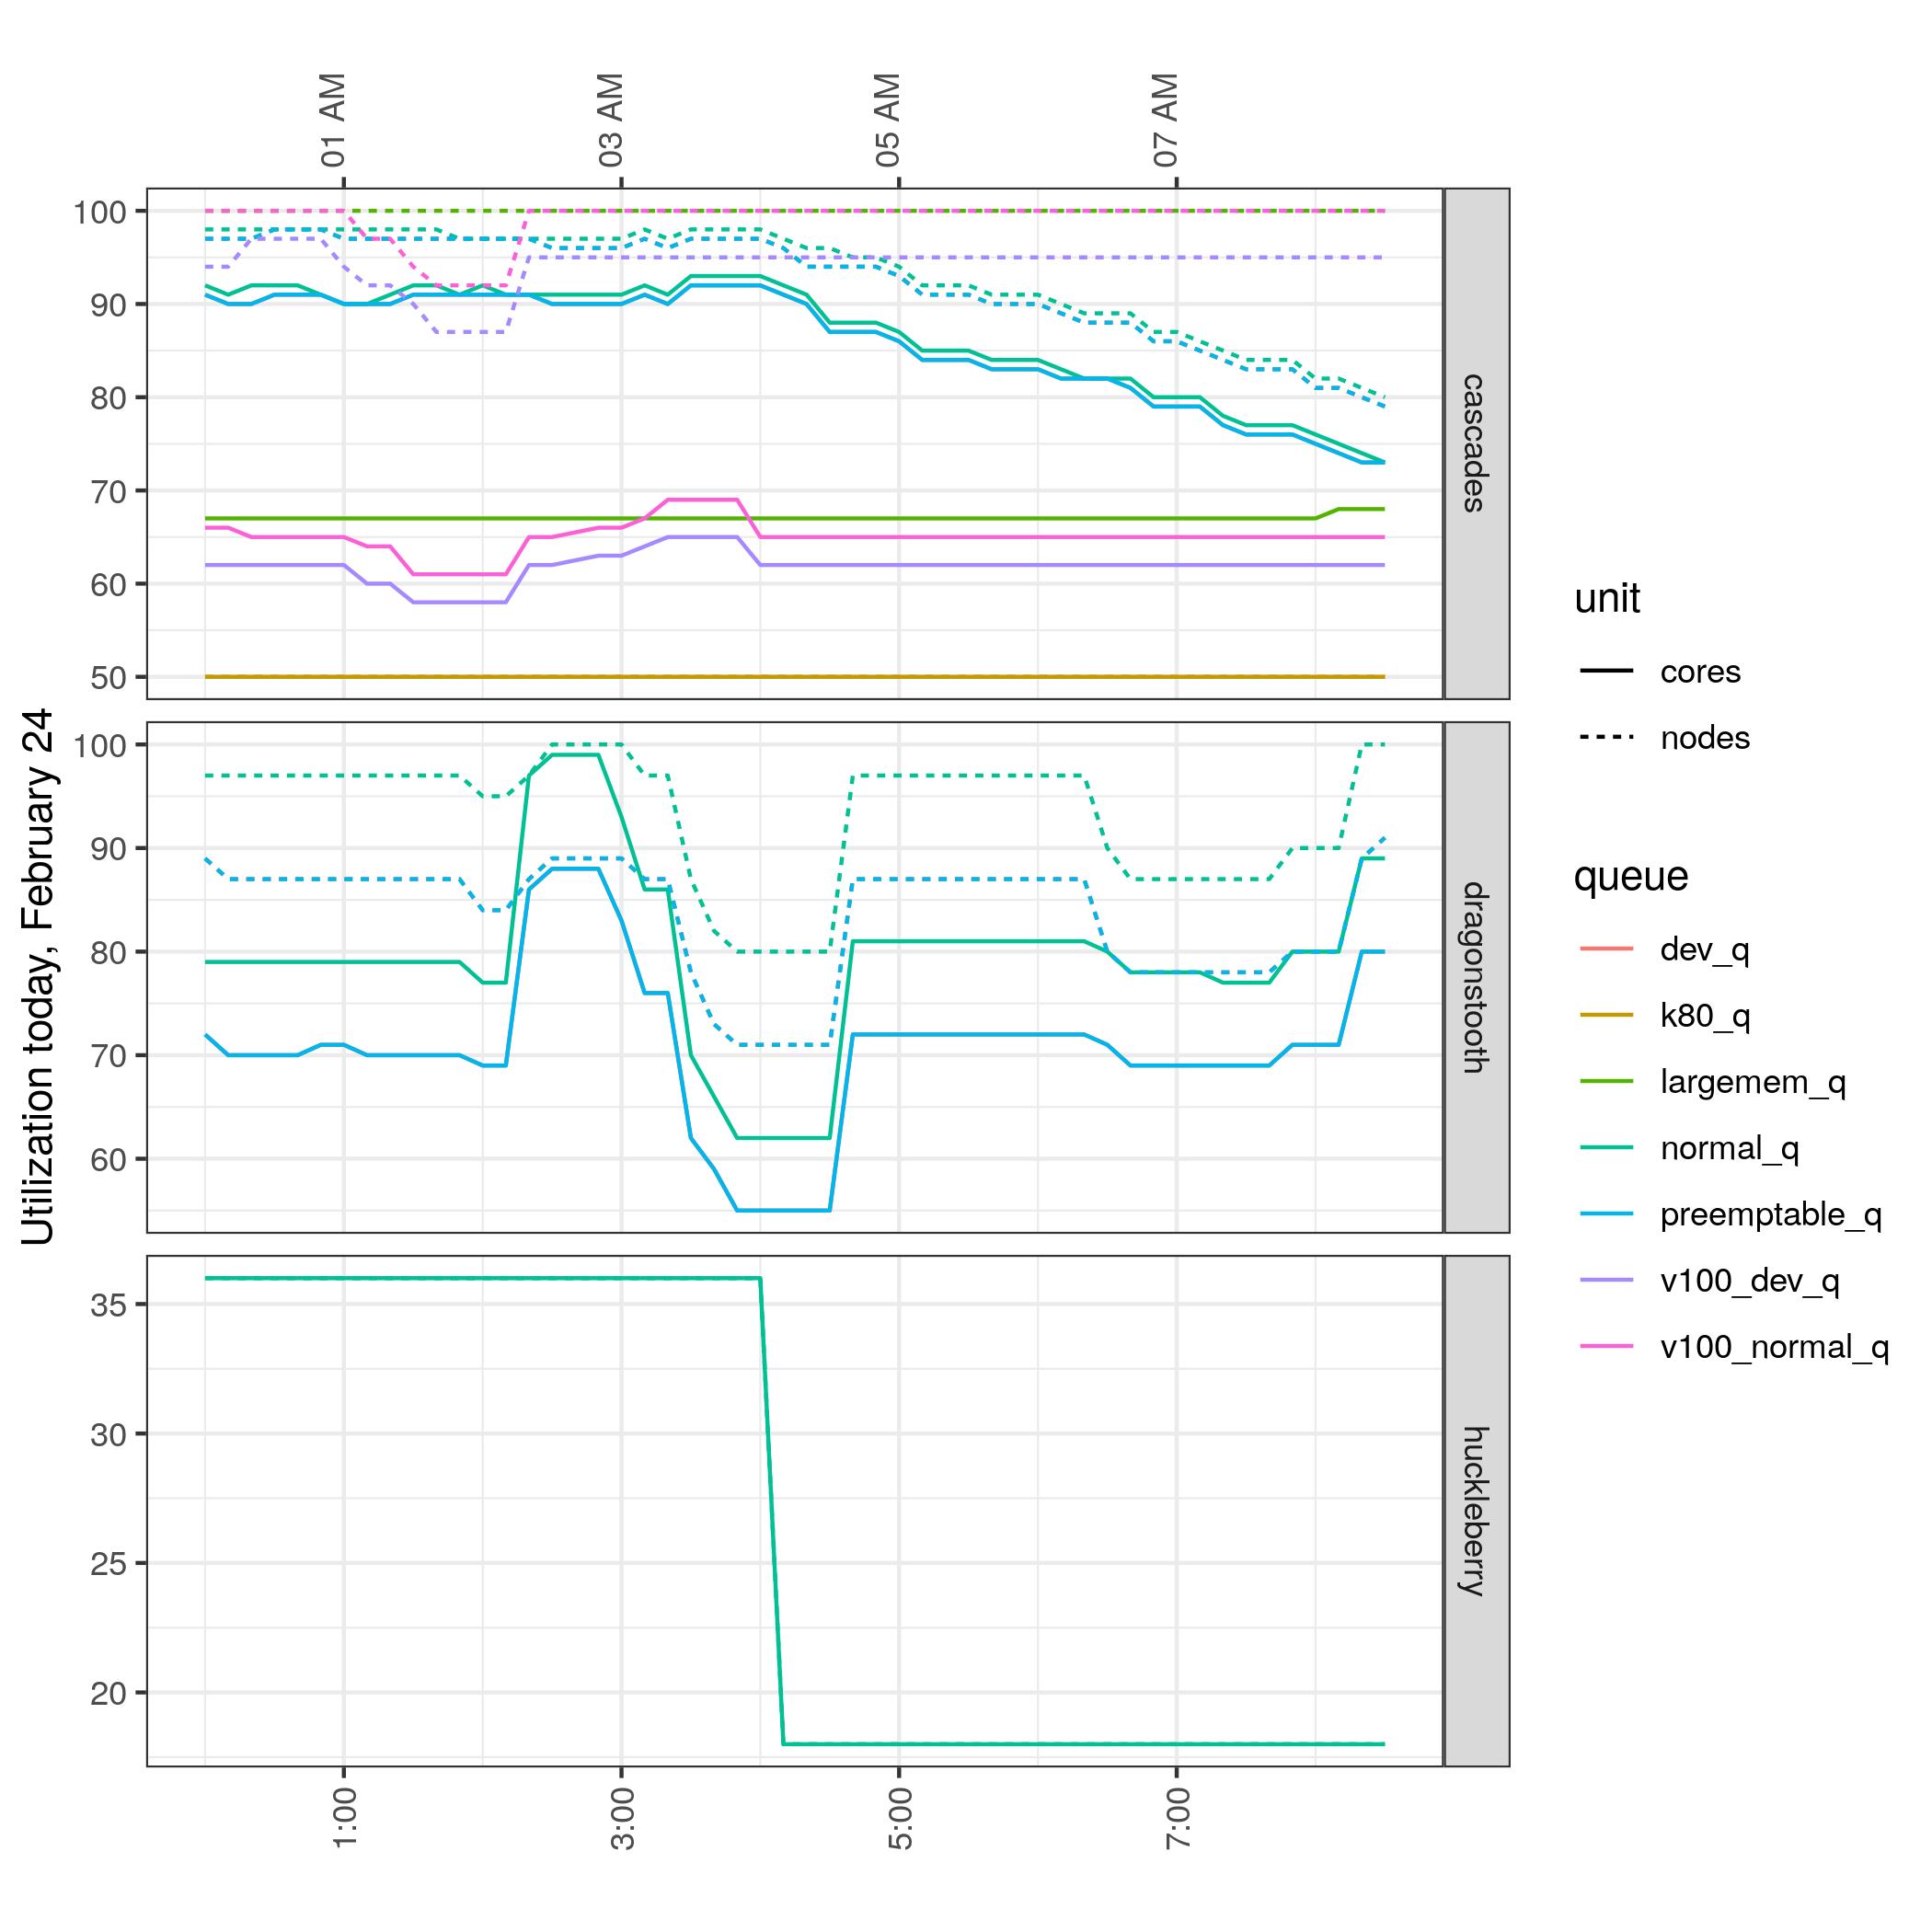 01 AM
03 AM
05 AM
07 AM
Utilization today, February 24
100
90
80
70
60
50
cascades
100
90
80
70
60
dragonstooth
35
30
25
20
huckleberry
1:00
3:00
5:00
7:00
unit
cores
nodes
queue
dev_q
k80_q
largemem_q
normal_q
preemptable_q
v100_dev_q
v100_normal_q